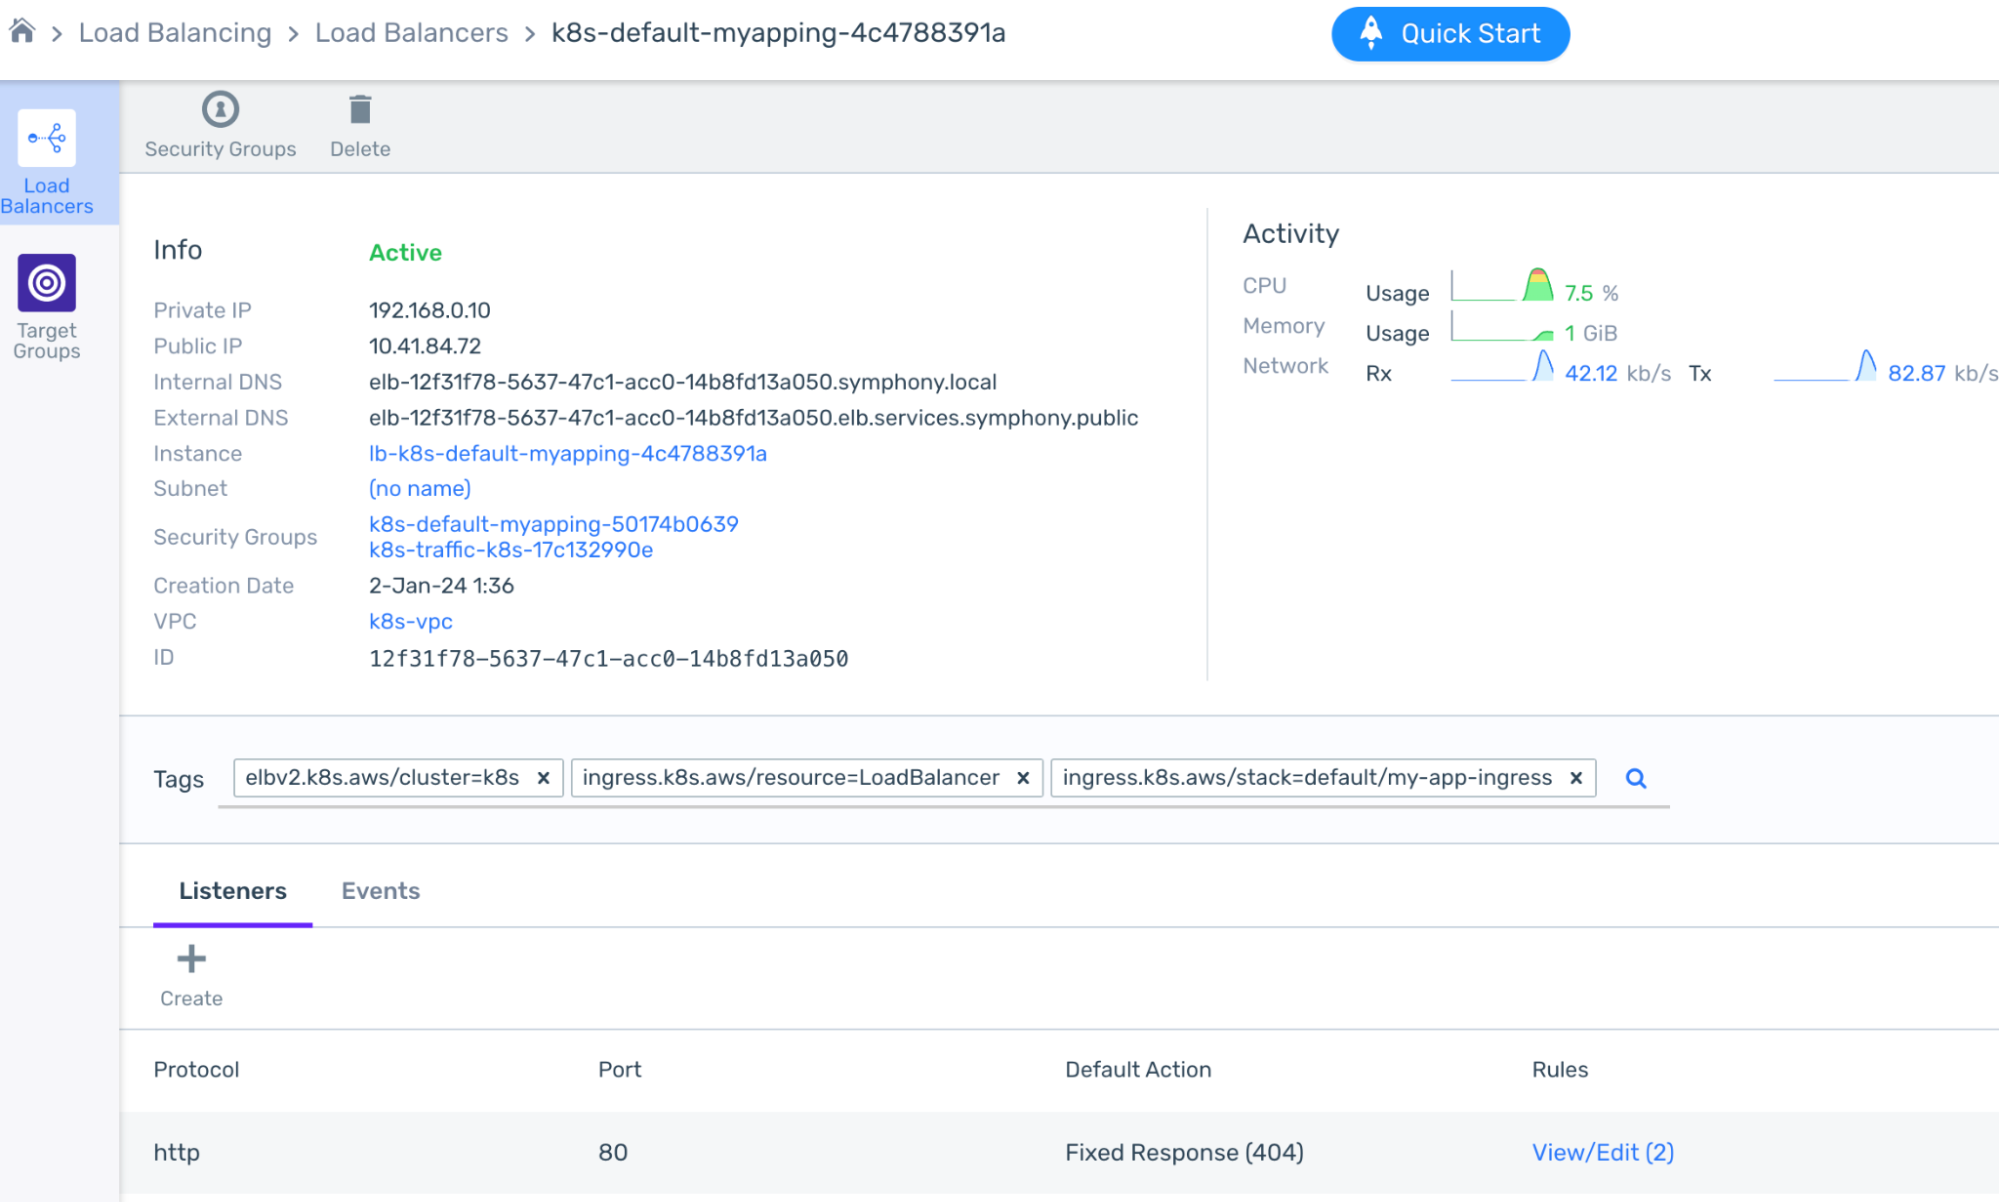 Load Balancing > Load Balancers > k8s-default-myapping-4c4788391a
Quick Start
Security Groups
Delete
Load
Balancers
Target
Groups
Info Active
Private IP 192.168.0.10
Public IP 10.41.84.72
Internal DNS elb-12f31f78-5637-47c1-acc0-14b8fd13a050.symphony.local
External DNS elb-12f31f78-5637-47c1-acc0-14b8fd13a050.elb.services.symphony.public
Instance lb-k8s-default-myapping-4c4788391a
Subnet (no name)
Security Groups k8s-default-myapping-50174b0639
k8s-traffic-k8s-17c132990e
Creation Date 2-Jan-24 1:36
VPC k8s-vpc
ID 12f31f78-5637-47c1-acc0-14b8fd13a050
Activity
CPU Usage 7.5 %
Memory Usage 1 GiB
Network Rx 42.12 kb/s Tx 82.87 kb/s
Tags elbv2.k8s.aws/cluster=k8s × ingress.k8s.aws/resource=LoadBalancer × ingress.k8s.aws/stack=default/my-app-ingress ×
Listeners Events
Create
Protocol Port Default Action Rules
http 80 Fixed Response (404) View/Edit (2)